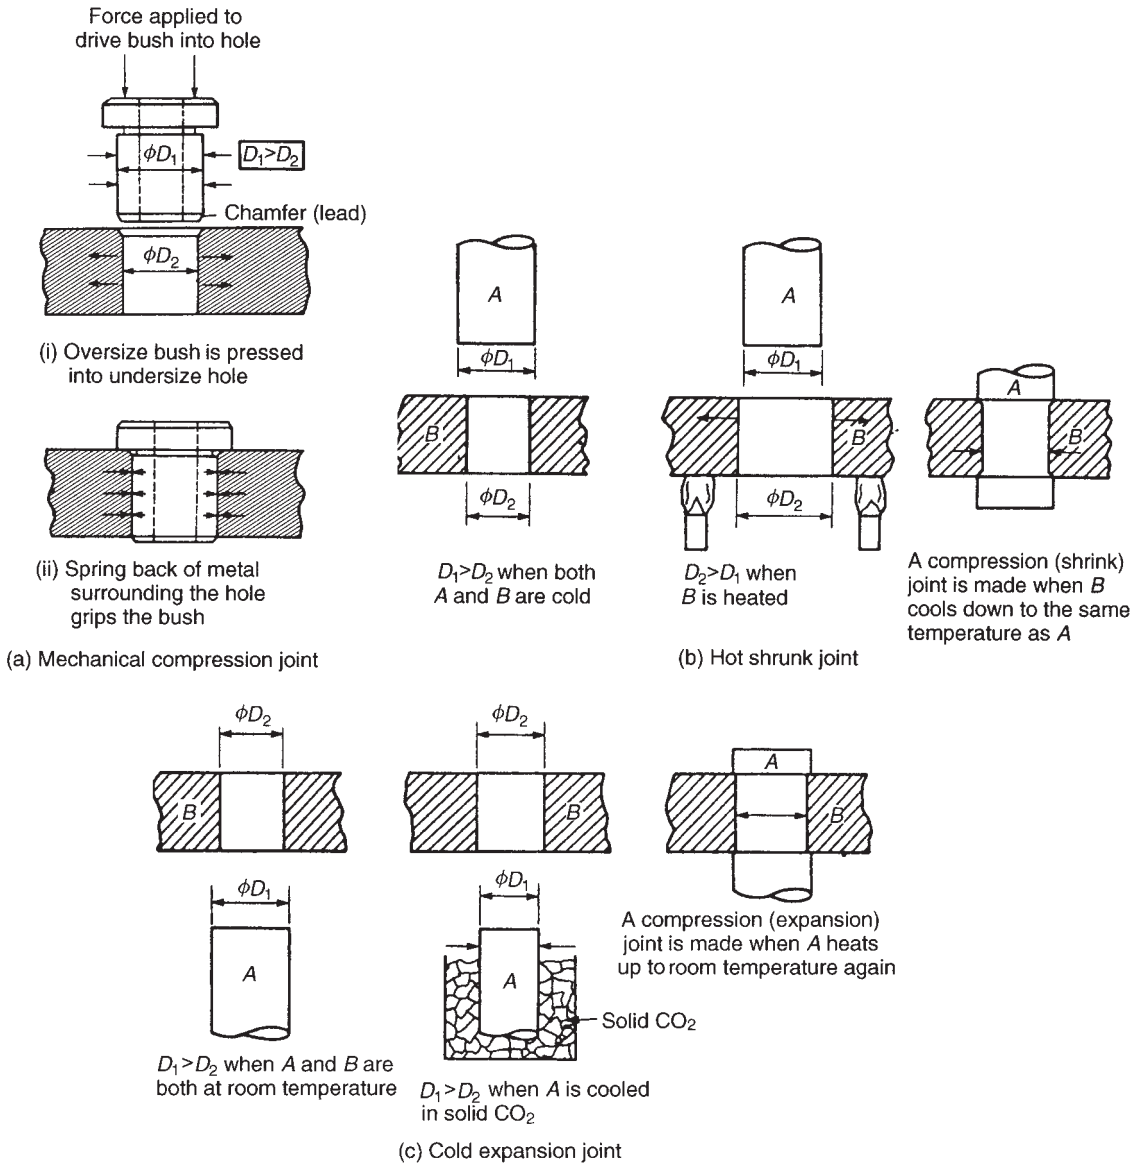 Force applied to
drive bush into hole
ϕD₁
D₁>D₂
Chamfer (lead)
ϕD₂
(i) Oversize bush is pressed
into undersize hole
(ii) Spring back of metal
surrounding the hole
grips the bush
(a) Mechanical compression joint
A
ϕD₁
B
ϕD₂
D₁>D₂ when both
A and B are cold
A
ϕD₁
B
ϕD₂
D₂>D₁ when
B is heated
A
B
A compression (shrink)
joint is made when B
cools down to the same
temperature as A
(b) Hot shrunk joint
ϕD₂
B
ϕD₁
A
D₁>D₂ when A and B are
both at room temperature
ϕD₂
B
ϕD₁
A
Solid CO₂
D₁>D₂ when A is cooled
in solid CO₂
A
B
A compression (expansion)
joint is made when A heats
up to room temperature again
(c) Cold expansion joint